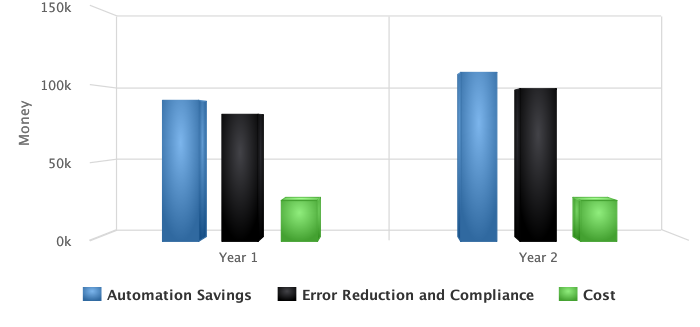 150k
100k
50k
0k
Money
Year 1
Year 2
Automation Savings
Error Reduction and Compliance
Cost